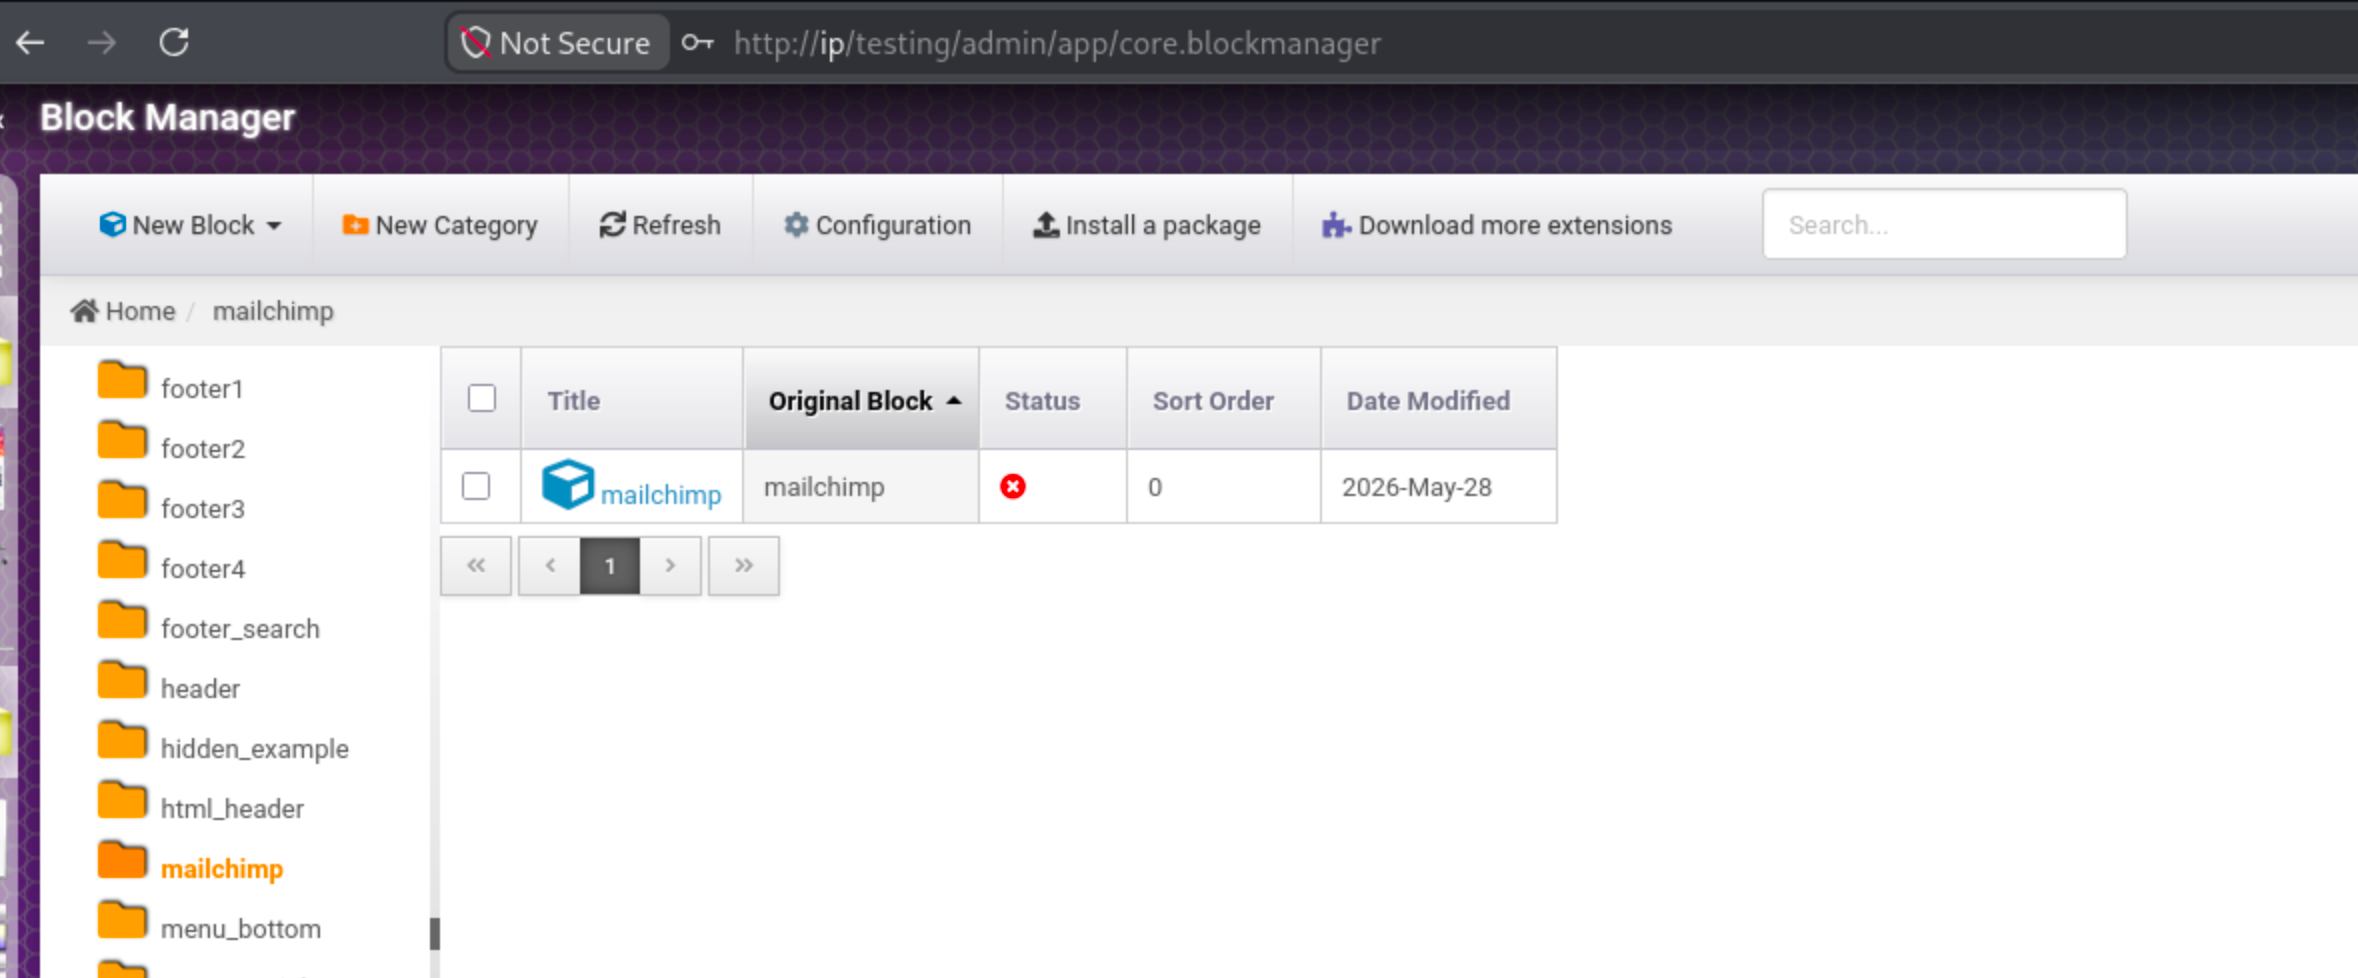 Not Secure http://ip/testing/admin/app/core.blockmanager
Block Manager
New Block New Category Refresh Configuration Install a package Download more extensions Search...
Home / mailchimp
footer1
footer2
footer3
footer4
footer_search
header
hidden_example
html_header
mailchimp
menu_bottom
Title Original Block Status Sort Order Date Modified
mailchimp mailchimp 0 2026-May-28
« ‹ 1 › »